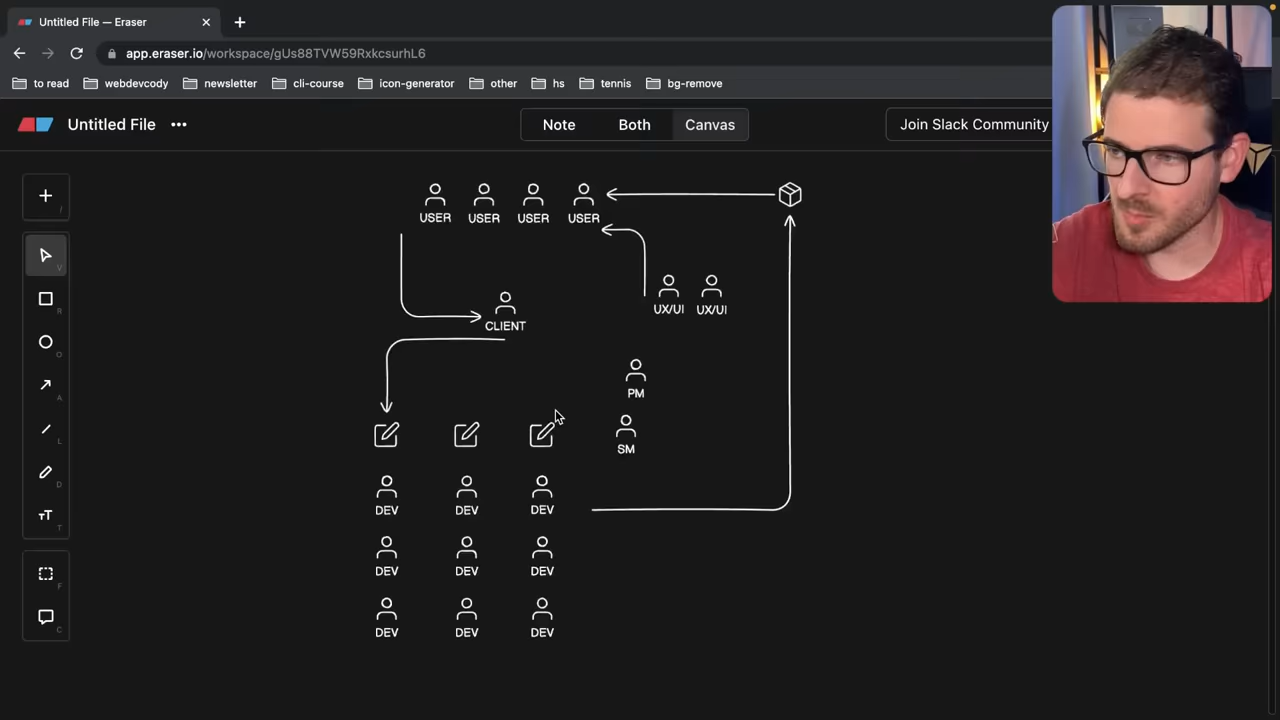 Untitled File — Eraser
app.eraser.io/workspace/gUs88TVW59RxkcsurhL6
to read
webdevcody
newsletter
cli-course
icon-generator
other
hs
tennis
bg-remove
Untitled File
Note
Both
Canvas
Join Slack Community
/
V
R
O
A
L
D
T
F
C
USER
USER
USER
USER
UX/UI
UX/UI
CLIENT
PM
SM
DEV
DEV
DEV
DEV
DEV
DEV
DEV
DEV
DEV